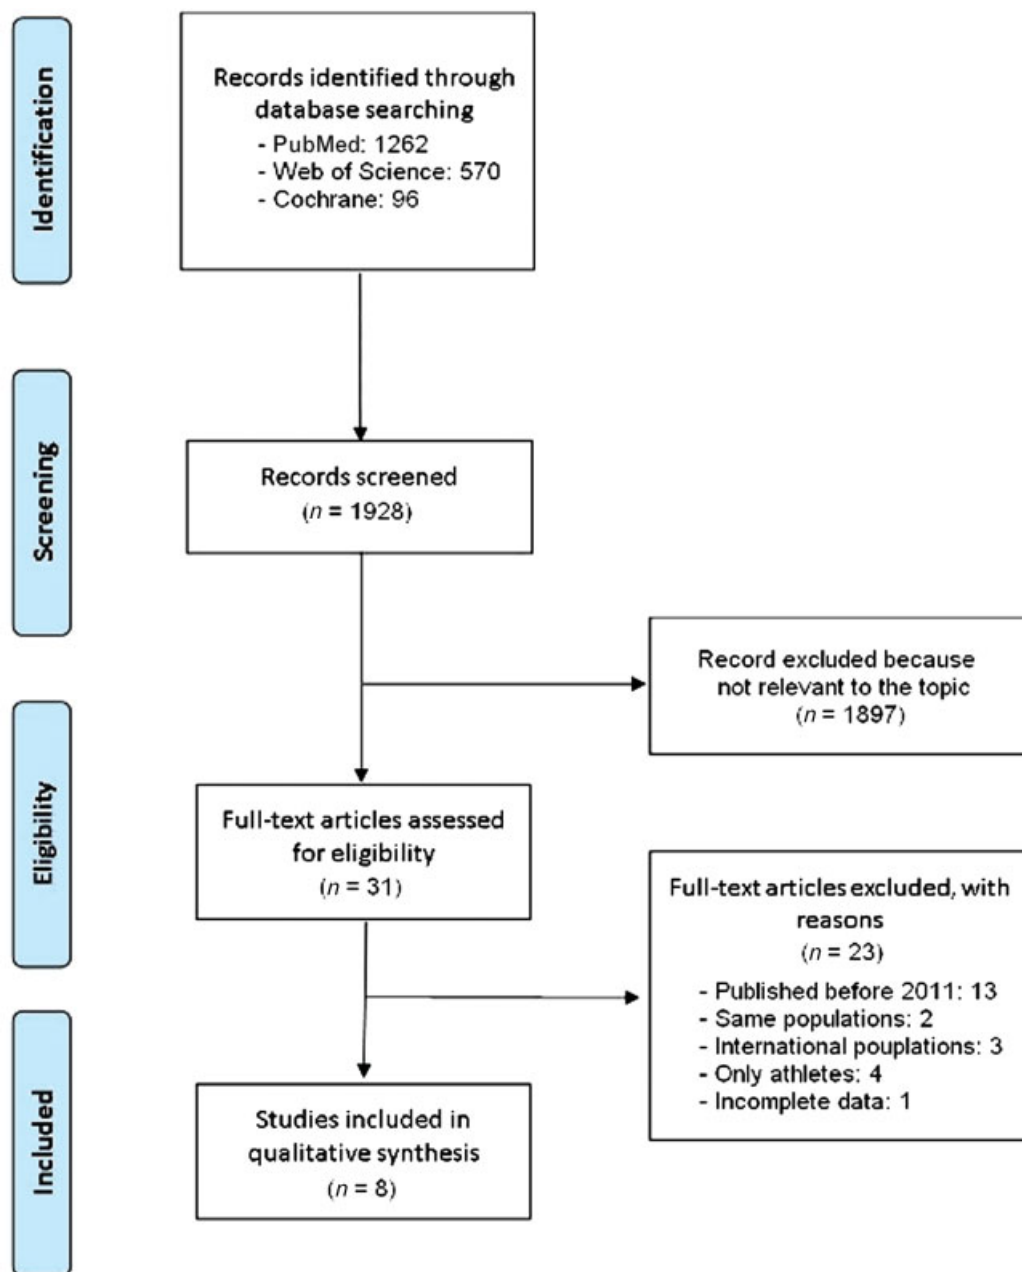 Identification
Records identified through
database searching
- PubMed: 1262
- Web of Science: 570
- Cochrane: 96
Screening
Records screened
(n = 1928)
Record excluded because
not relevant to the topic
(n = 1897)
Eligibility
Full-text articles assessed
for eligibility
(n = 31)
Full-text articles excluded, with
reasons
(n = 23)
- Published before 2011: 13
- Same populations: 2
- International pouplations: 3
- Only athletes: 4
- Incomplete data: 1
Included
Studies included in
qualitative synthesis
(n = 8)